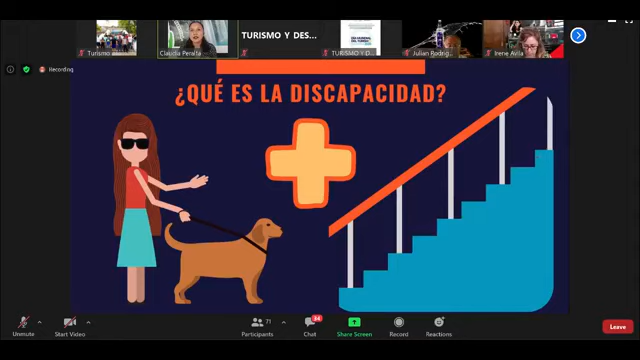 TURISMO Y DES...
Turismo
Claudia Peralta
TURISMO Y D...
Julian Rodrig...
Irene Avila
Recording
¿QUÉ ES LA DISCAPACIDAD?
Unmute
Start Video
71
Participants
34
Chat
Share Screen
Record
Reactions
Leave